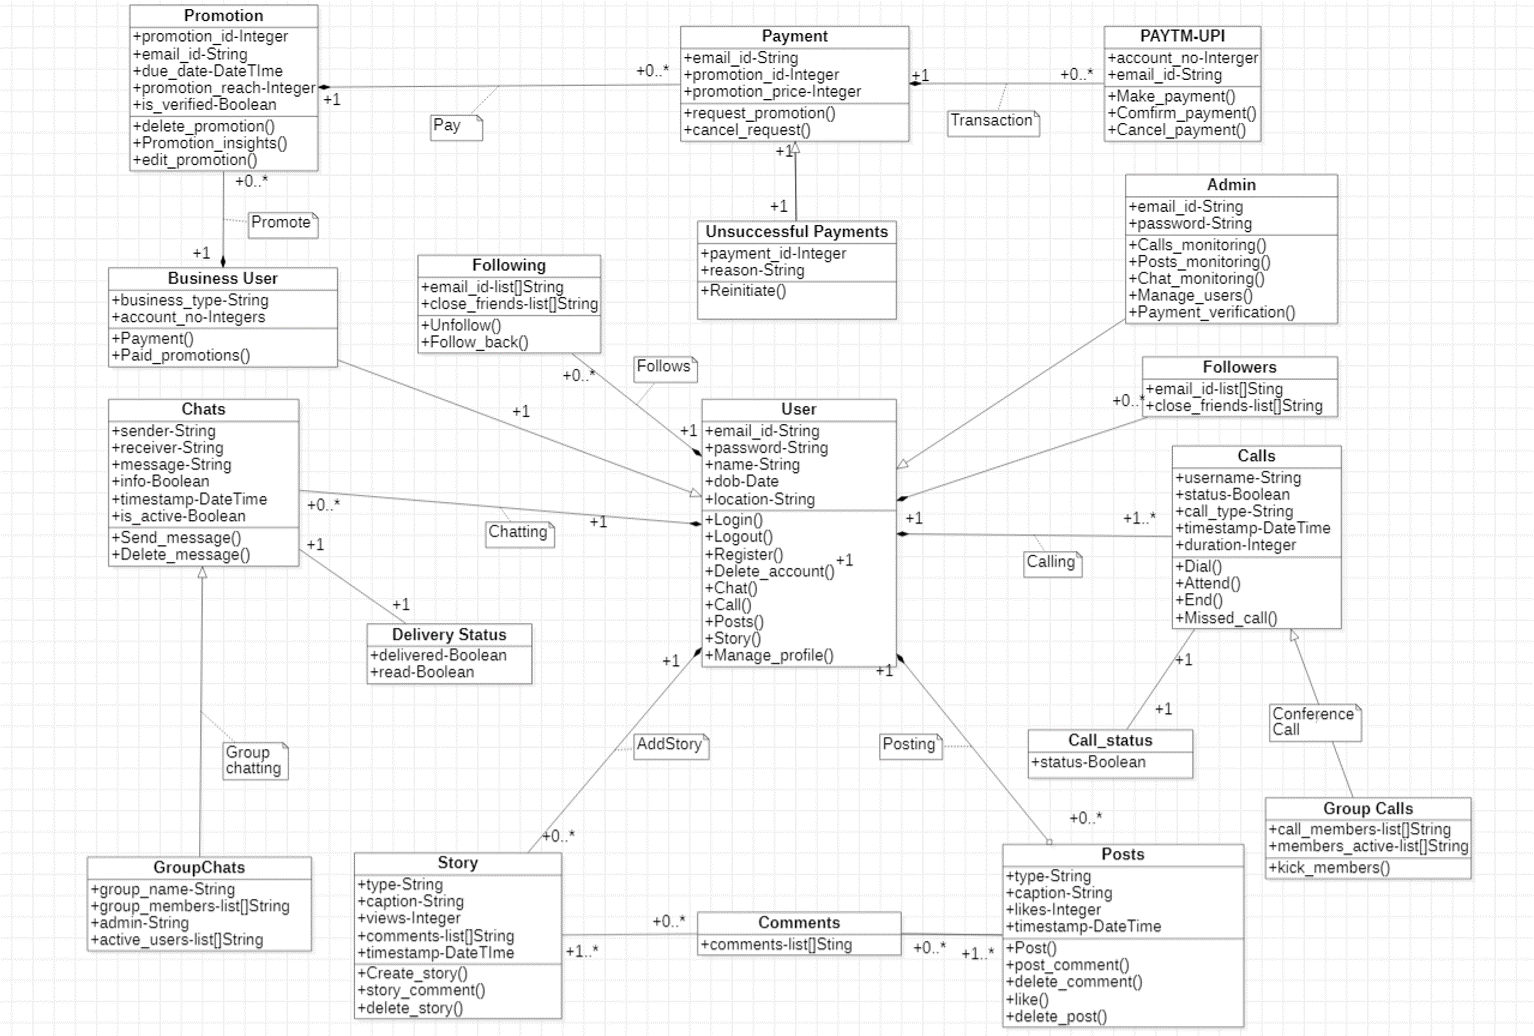 Promotion
+promotion_id-Integer
+email_id-String
+due_date-DateTIme
+promotion_reach-Integer
+is_verified-Boolean
+delete_promotion()
+Promotion_insights()
+edit_promotion()
+1
+0..*
Pay
+0..*
Payment
+email_id-String
+promotion_id-Integer
+promotion_price-Integer
+request_promotion()
+cancel_request()
+1
+0..*
Transaction
PAYTM-UPI
+account_no-Interger
+email_id-String
+Make_payment()
+Comfirm_payment()
+Cancel_payment()
+1
+1
Unsuccessful Payments
+payment_id-Integer
+reason-String
+Reinitiate()
Promote
+1
Business User
+business_type-String
+account_no-Integers
+Payment()
+Paid_promotions()
+1
Following
+email_id-list[]String
+close_friends-list[]String
+Unfollow()
+Follow_back()
+0..*
Follows
+1
Admin
+email_id-String
+password-String
+Calls_monitoring()
+Posts_monitoring()
+Chat_monitoring()
+Manage_users()
+Payment_verification()
Followers
+email_id-list[]Sting
+close_friends-list[]String
+0..*
Chats
+sender-String
+receiver-String
+message-String
+info-Boolean
+timestamp-DateTime
+is_active-Boolean
+Send_message()
+Delete_message()
+0..*
+1
Chatting
+1
+1
Delivery Status
+delivered-Boolean
+read-Boolean
User
+email_id-String
+password-String
+name-String
+dob-Date
+location-String
+Login()
+Logout()
+Register()
+Delete_account()
+1
+Chat()
+Call()
+Posts()
+Story()
+Manage_profile()
+1
+1..*
Calling
Calls
+username-String
+status-Boolean
+call_type-String
+timestamp-DateTime
+duration-Integer
+Dial()
+Attend()
+End()
+Missed_call()
+1
+1
Call_status
+status-Boolean
Conference
Call
Group Calls
+call_members-list[]String
+members_active-list[]String
+kick_members()
+1
AddStory
+0..*
+1
Posting
+0..*
Group
chatting
GroupChats
+group_name-String
+group_members-list[]String
+admin-String
+active_users-list[]String
Story
+type-String
+caption-String
+views-Integer
+comments-list[]String
+timestamp-DateTIme
+Create_story()
+story_comment()
+delete_story()
+1..*
+0..*
Comments
+comments-list[]Sting
+0..*
+1..*
Posts
+type-String
+caption-String
+likes-Integer
+timestamp-DateTime
+Post()
+post_comment()
+delete_comment()
+like()
+delete_post()